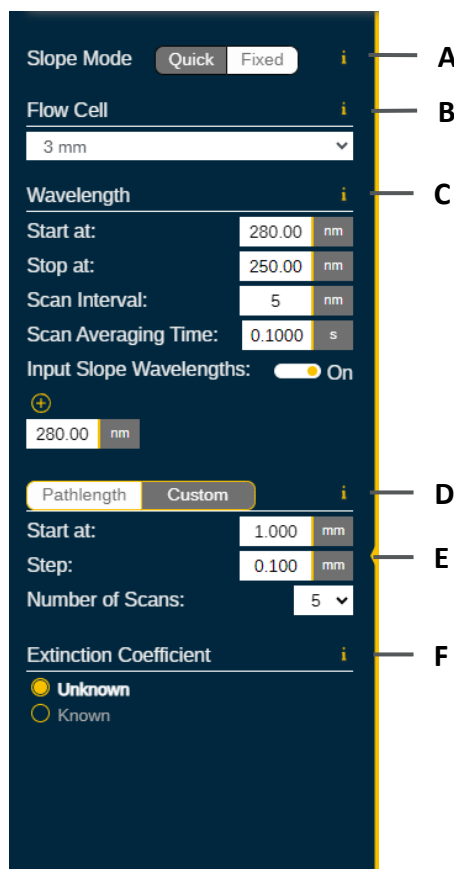 Slope Mode Quick Fixed i A
Flow Cell i B
3 mm
Wavelength i C
Start at: 280.00 nm
Stop at: 250.00 nm
Scan Interval: 5 nm
Scan Averaging Time: 0.1000 s
Input Slope Wavelengths: On
280.00 nm
Pathlength Custom i D
Start at: 1.000 mm
Step: 0.100 mm E
Number of Scans: 5
Extinction Coefficient i F
Unknown
Known